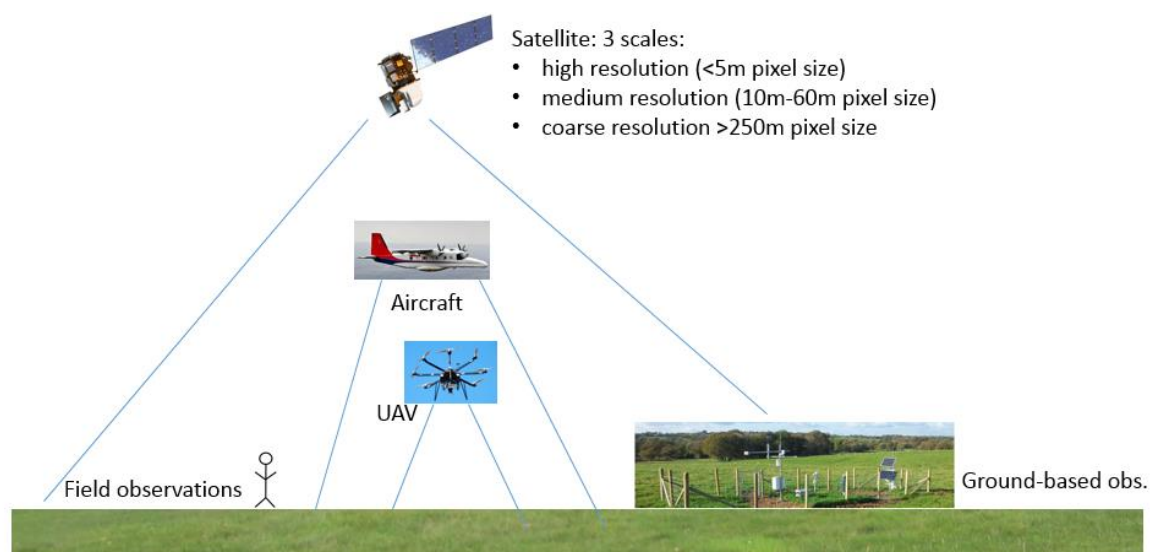 Satellite: 3 scales:
• high resolution (<5m pixel size)
• medium resolution (10m-60m pixel size)
• coarse resolution >250m pixel size
Aircraft
UAV
Field observations
Ground-based obs.